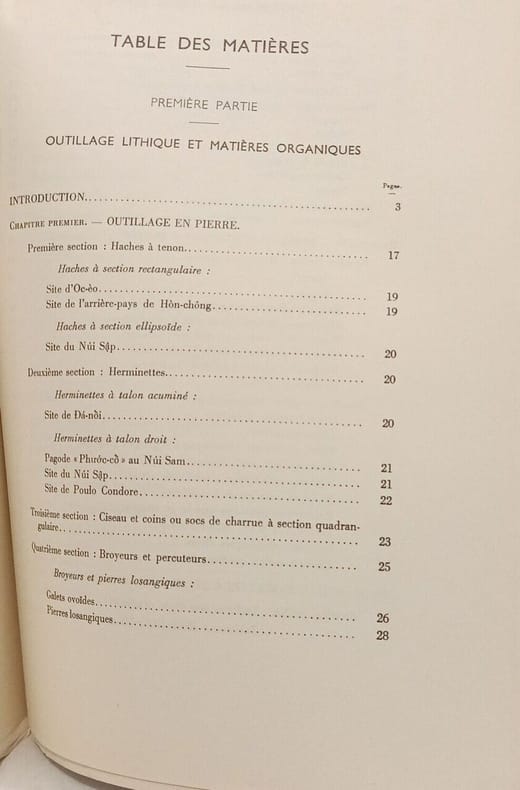 TABLE DES MATIÈRES
PREMIÈRE PARTIE
OUTILLAGE LITHIQUE ET MATIÈRES ORGANIQUES
Pages.
INTRODUCTION. 3
CHAPITRE PREMIER. — OUTILLAGE EN PIERRE.
Première section : Haches à tenon. 17
Haches à section rectangulaire :
Site d'Oc-èo. 19
Site de l'arrière-pays de Hòn-chông. 19
Haches à section ellipsoïde :
Site du Núi Sập. 20
Deuxième section : Herminettes. 20
Herminettes à talon acuminé :
Site de Đá-nổi. 20
Herminettes à talon droit :
Pagode « Phước-cổ » au Núi Sam. 21
Site du Núi Sập. 21
Site de Poulo Condore. 22
Troisième section : Ciseau et coins ou socs de charrue à section quadran-
gulaire. 23
Quatrième section : Broyeurs et percuteurs. 25
Broyeurs et pierres losangiques :
Galets ovoïdes. 26
Pierres losangiques. 28